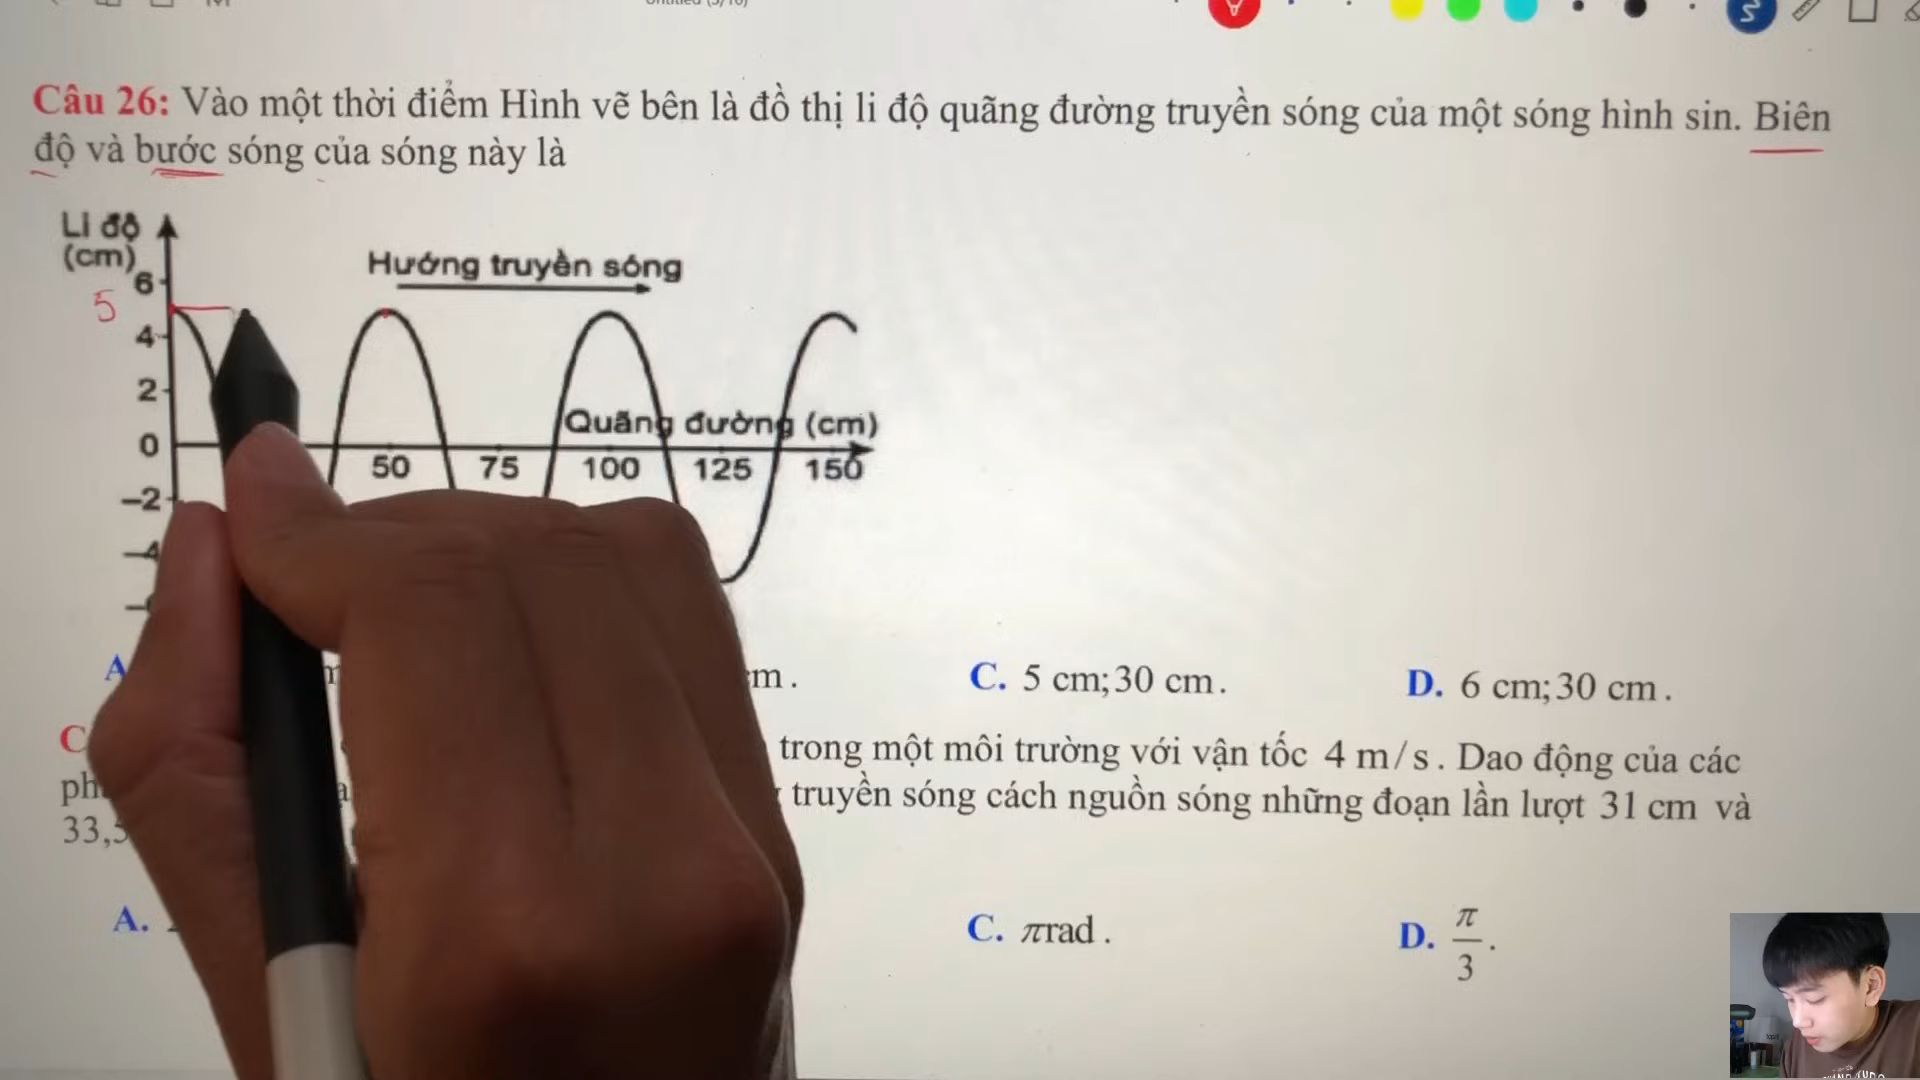 Câu 26: Vào một thời điểm Hình vẽ bên là đồ thị li độ quãng đường truyền sóng của một sóng hình sin. Biên
độ và bước sóng của sóng này là
Li độ
(cm)
Hướng truyền sóng
6
5
4
2
Quãng đường (cm)
0
50 75 100 125 150
–2
–4
A
C. 5 cm; 30 cm.
D. 6 cm; 30 cm.
trong một môi trường với vận tốc 4 m/s. Dao động của các
truyền sóng cách nguồn sóng những đoạn lần lượt 31 cm và
A.
C. π rad.
D. π/3.